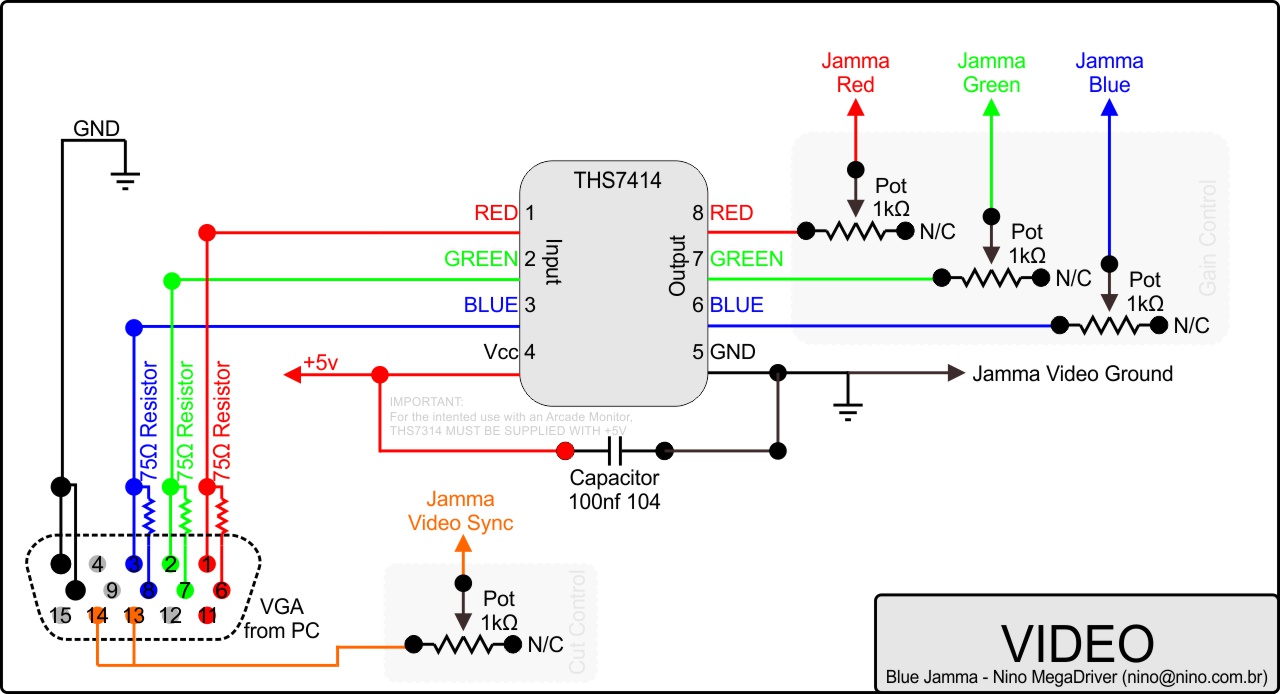 Jamma
Red
Jamma
Green
Jamma
Blue
GND
THS7414
Pot
1kΩ
N/C
Pot
1kΩ
N/C
Pot
1kΩ
N/C
Gain Control
RED 1
GREEN 2
BLUE 3
Vcc 4
Input
Output
8 RED
7 GREEN
6 BLUE
5 GND
+5v
Jamma Video Ground
IMPORTANT:
For the intented use with an Arcade Monitor,
THS7314 MUST BE SUPPLIED WITH +5V
Capacitor
100nf 104
75Ω Resistor
75Ω Resistor
75Ω Resistor
Jamma
Video Sync
Pot
1kΩ
N/C
Cut Control
4
3
2
1
9
8
7
6
15
14
13
12
11
VGA
from PC
VIDEO
Blue Jamma - Nino MegaDriver (nino@nino.com.br)